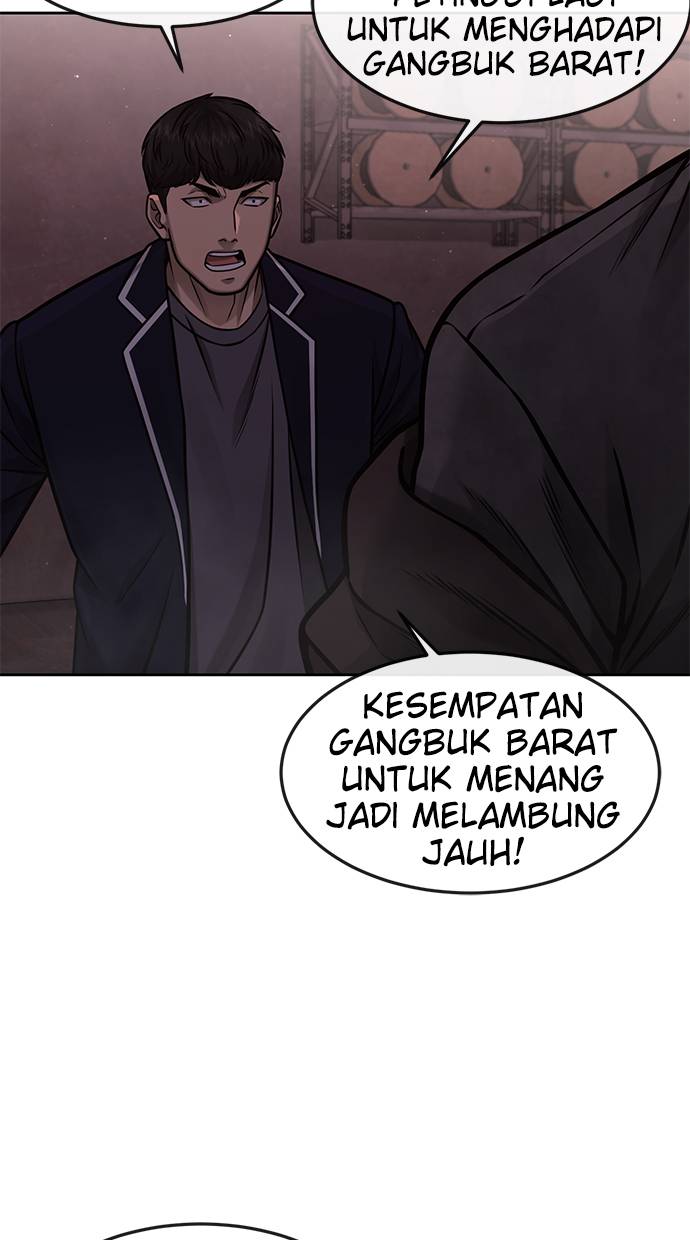 UNTUK MENGHADAPI
GANGBUK BARAT!
KESEMPATAN
GANGBUK BARAT
UNTUK MENANG
JADI MELAMBUNG
JAUH!